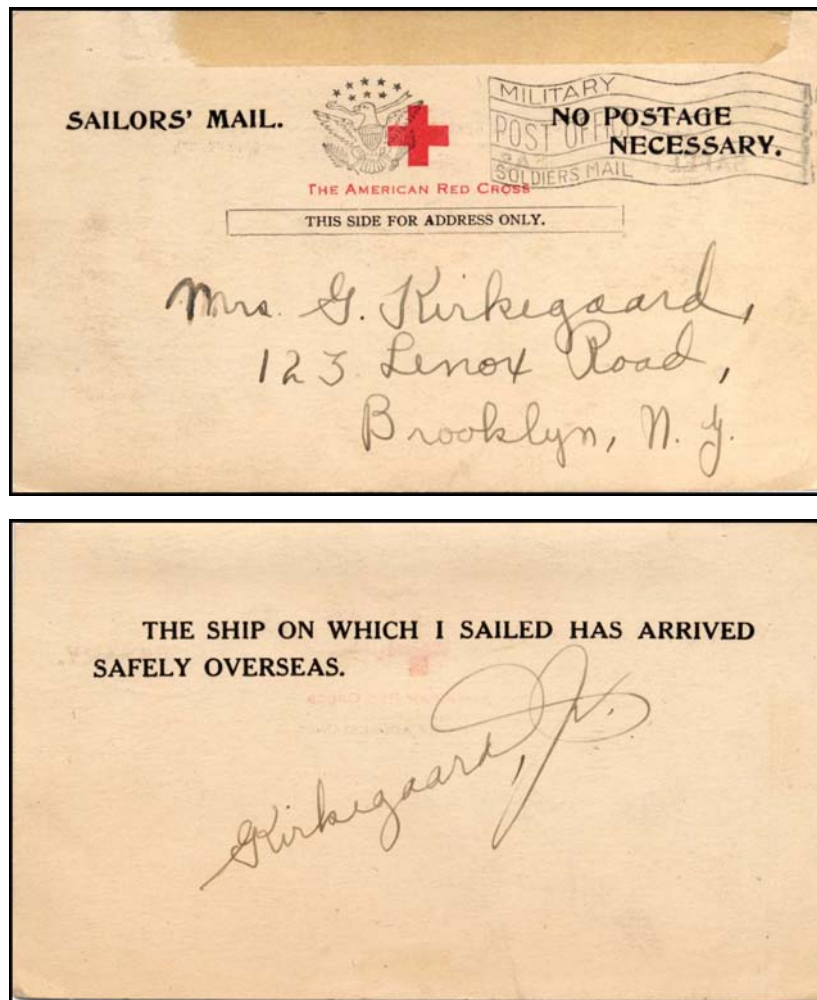 SAILORS' MAIL.
NO POSTAGE
NECESSARY.
MILITARY
POST OFFICE
SOLDIERS MAIL
THE AMERICAN RED CROSS
THIS SIDE FOR ADDRESS ONLY.
Mrs. G. Kirkegaard,
123 Lenox Road,
Brooklyn, N. Y.
THE SHIP ON WHICH I SAILED HAS ARRIVED
SAFELY OVERSEAS.
Kirkegaard, Jr.